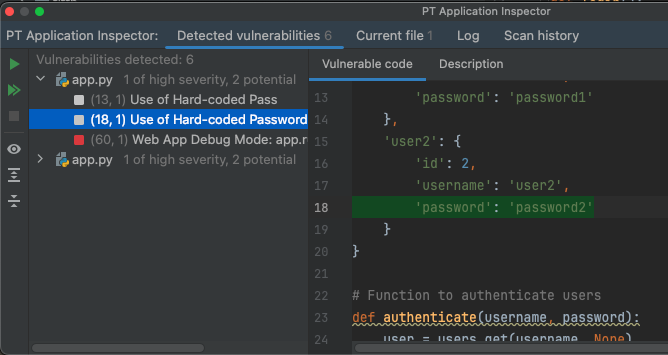 PT Application Inspector
PT Application Inspector: Detected vulnerabilities 6 Current file 1 Log Scan history
Vulnerabilities detected: 6
app.py 1 of high severity, 2 potential
(13, 1) Use of Hard-coded Pass
(18, 1) Use of Hard-coded Password
(60, 1) Web App Debug Mode: app.r
app.py 1 of high severity, 2 potential
Vulnerable code Description
13 'password': 'password1'
14 },
15 'user2': {
16 'id': 2,
17 'username': 'user2',
18 'password': 'password2'
19 }
20 }
21
22 # Function to authenticate users
23 def authenticate(username, password):
24 user = users.get(username, None)